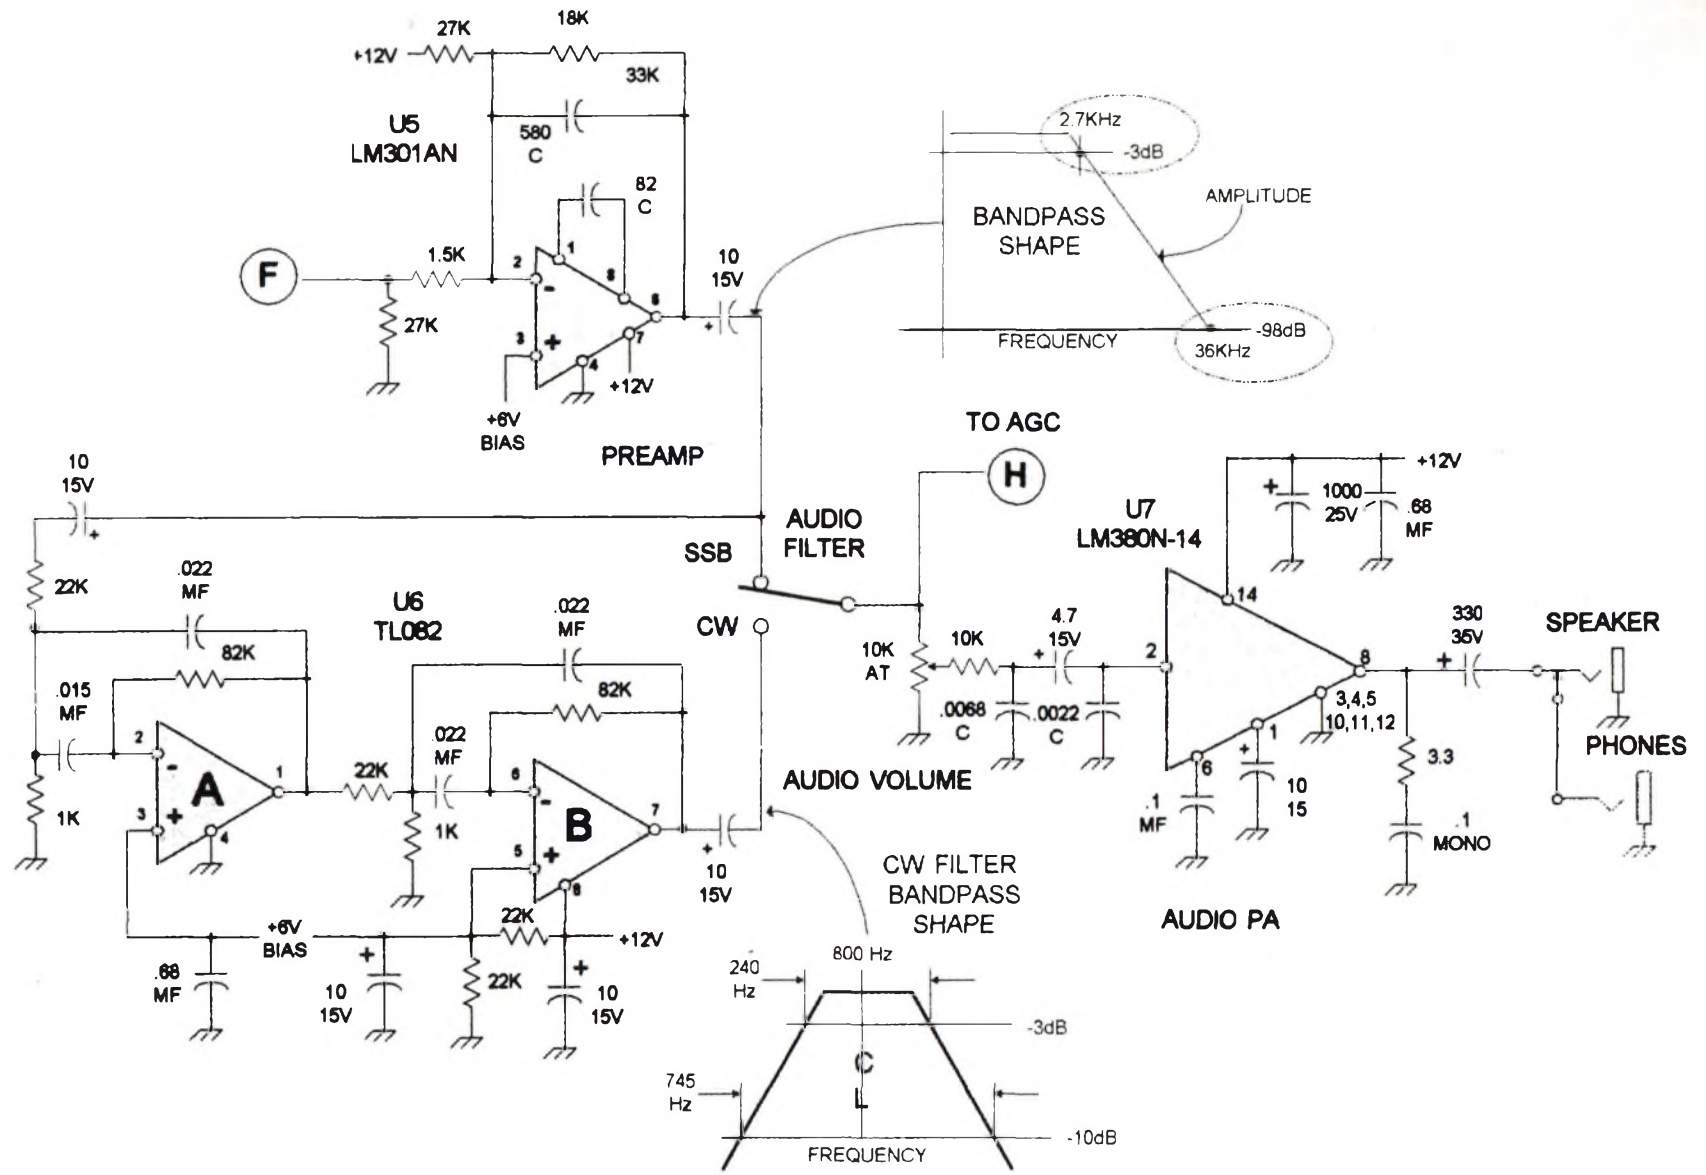 27K
18K
+12V
33K
U5
LM301AN
580
C
82
C
1
8
1.5K
2
-
F
27K
3
+
4
6
7
+12V
+6V
BIAS
10
15V
+
PREAMP
2.7KHz
-3dB
AMPLITUDE
BANDPASS
SHAPE
-98dB
FREQUENCY
36KHz
TO AGC
H
10
15V
+
22K
.022
MF
82K
.015
MF
2
-
A
1
3
+
4
1K
U6
TL082
.022
MF
82K
.022
MF
22K
1K
6
-
B
7
5
+
8
22K
+12V
+6V
BIAS
.68
MF
+
10
15V
22K
+
10
15V
+
10
15V
SSB
AUDIO
FILTER
CW
10K
AT
10K
4.7
15V
+
.0068
C
.0022
C
AUDIO VOLUME
U7
LM380N-14
+12V
+
1000
25V
.68
MF
14
2
8
3,4,5
10,11,12
1
6
.1
MF
+
10
15
330
35V
+
3.3
.1
MONO
SPEAKER
PHONES
AUDIO PA
CW FILTER
BANDPASS
SHAPE
800 Hz
240
Hz
-3dB
C
L
745
Hz
-10dB
FREQUENCY